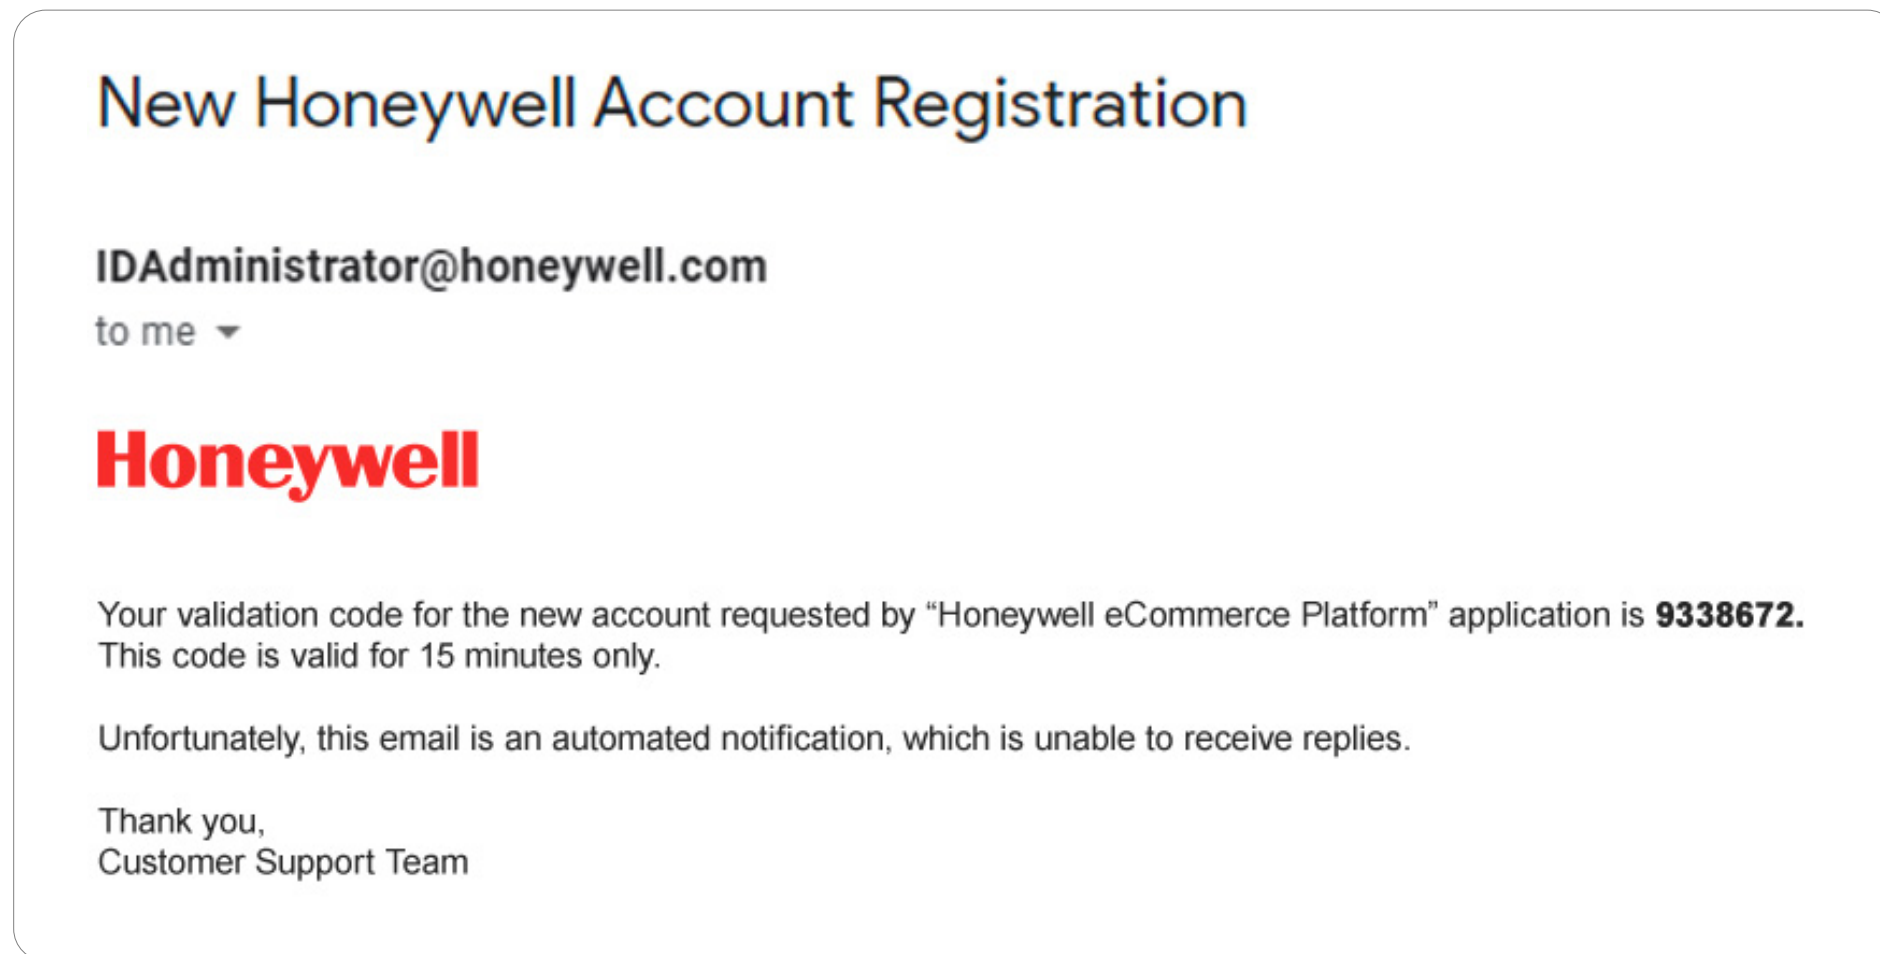 New Honeywell Account Registration
IDAdministrator@honeywell.com
to me
Honeywell
Your validation code for the new account requested by “Honeywell eCommerce Platform” application is 9338672.
This code is valid for 15 minutes only.
Unfortunately, this email is an automated notification, which is unable to receive replies.
Thank you,
Customer Support Team